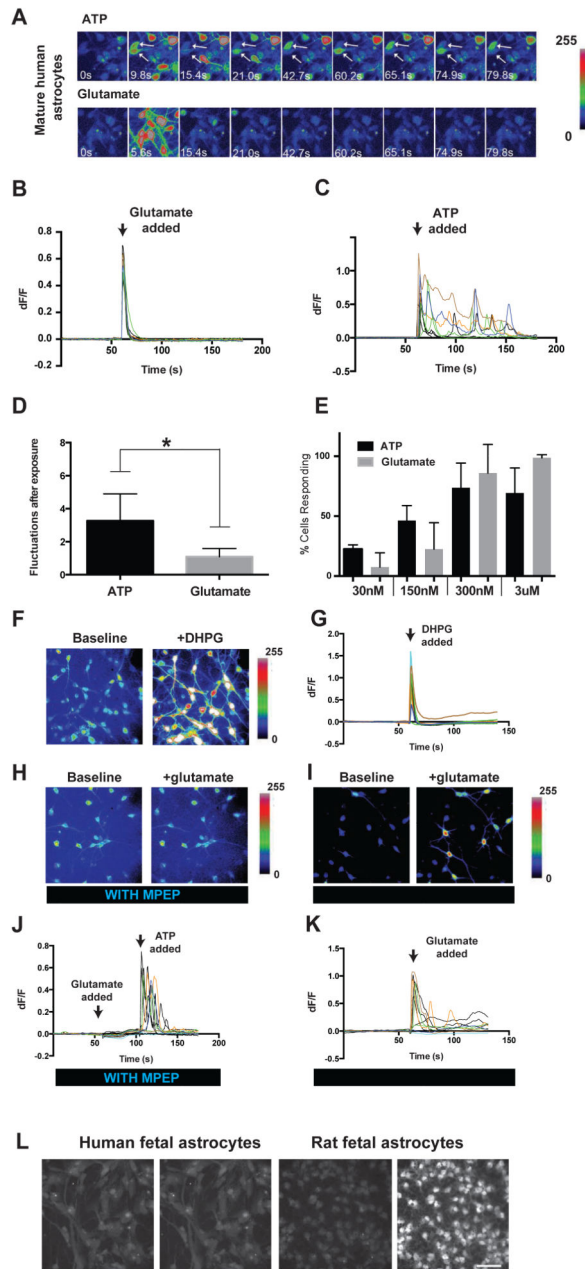 A
ATP
255
0s 9.8s 15.4s 21.0s 42.7s 60.2s 65.1s 74.9s 79.8s
Mature human astrocytes
Glutamate
0s 5.6s 15.4s 21.0s 42.7s 60.2s 65.1s 74.9s 79.8s
0
B
Glutamate added
0.8
0.6
0.4
0.2
0.0
-0.2
dF/F
50 100 150 200
Time (s)
C
ATP added
1.0
0.5
0.0
-0.5
dF/F
50 100 150 200
Time (s)
D
*
8
6
4
2
0
Fluctuations after exposure
ATP Glutamate
E
ATP
Glutamate
100
50
0
% Cells Responding
30nM 150nM 300nM 3uM
F
Baseline +DHPG
255
0
G
DHPG added
2.0
1.5
1.0
0.5
0.0
-0.5
dF/F
50 100 150
Time (s)
H
Baseline +glutamate
255
0
WITH MPEP
I
Baseline +glutamate
255
0
J
ATP added
Glutamate added
0.8
0.6
0.4
0.2
0.0
-0.2
dF/F
50 100 150 200
Time (s)
WITH MPEP
K
Glutamate added
2.0
1.5
1.0
0.5
0.0
-0.5
dF/F
50 100 150
Time (s)
L
Human fetal astrocytes Rat fetal astrocytes